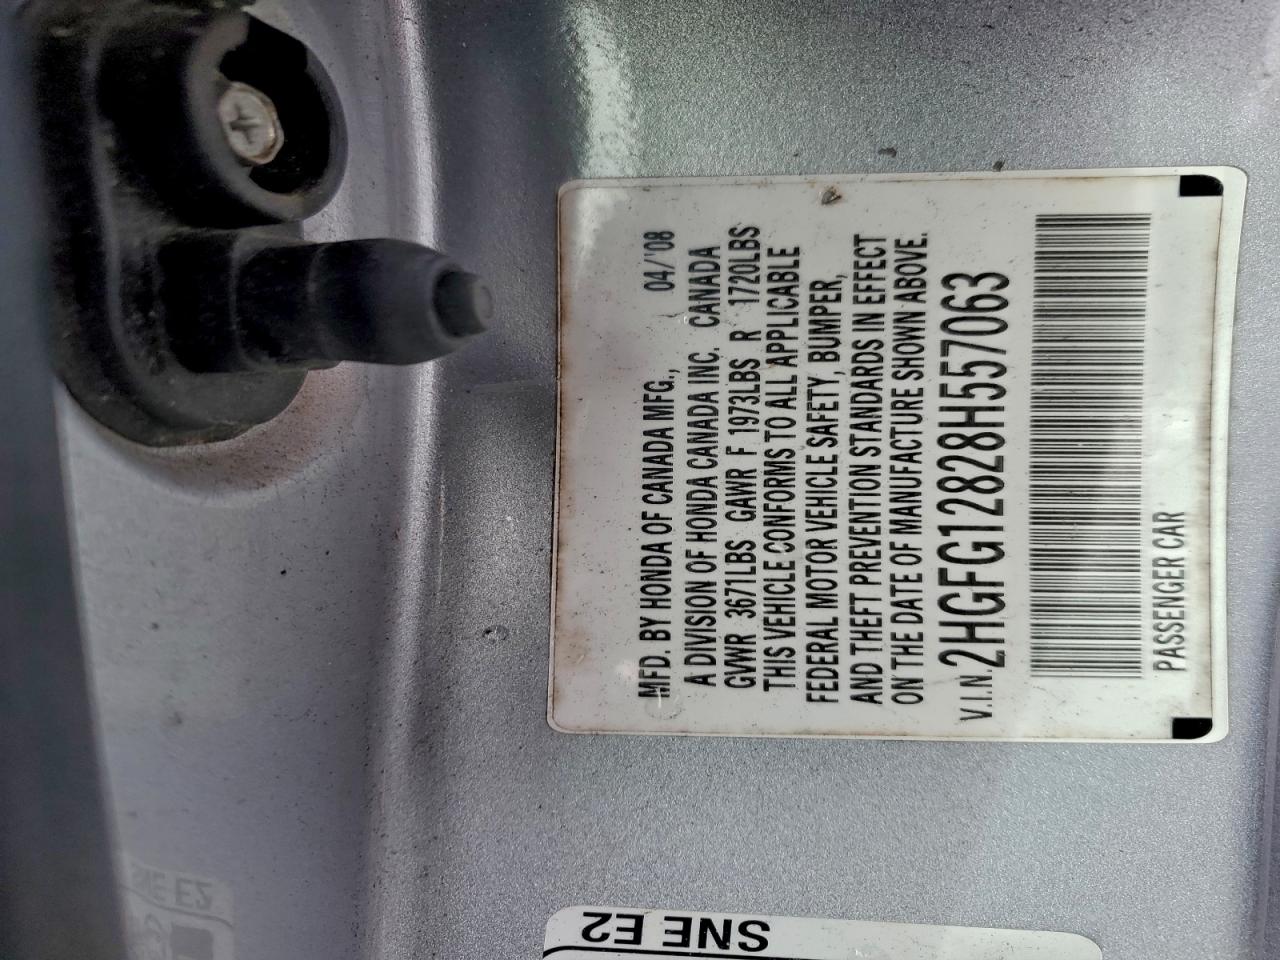 MFD. BY HONDA OF CANADA MFG., 04/'08
A DIVISION OF HONDA CANADA INC. CANADA
GVWR 3671LBS GAWR F 1973LBS R 1720LBS
THIS VEHICLE CONFORMS TO ALL APPLICABLE
FEDERAL MOTOR VEHICLE SAFETY, BUMPER,
AND THEFT PREVENTION STANDARDS IN EFFECT
ON THE DATE OF MANUFACTURE SHOWN ABOVE.
V.I.N. 2HGFG12828H557063
PASSENGER CAR
SNE E2